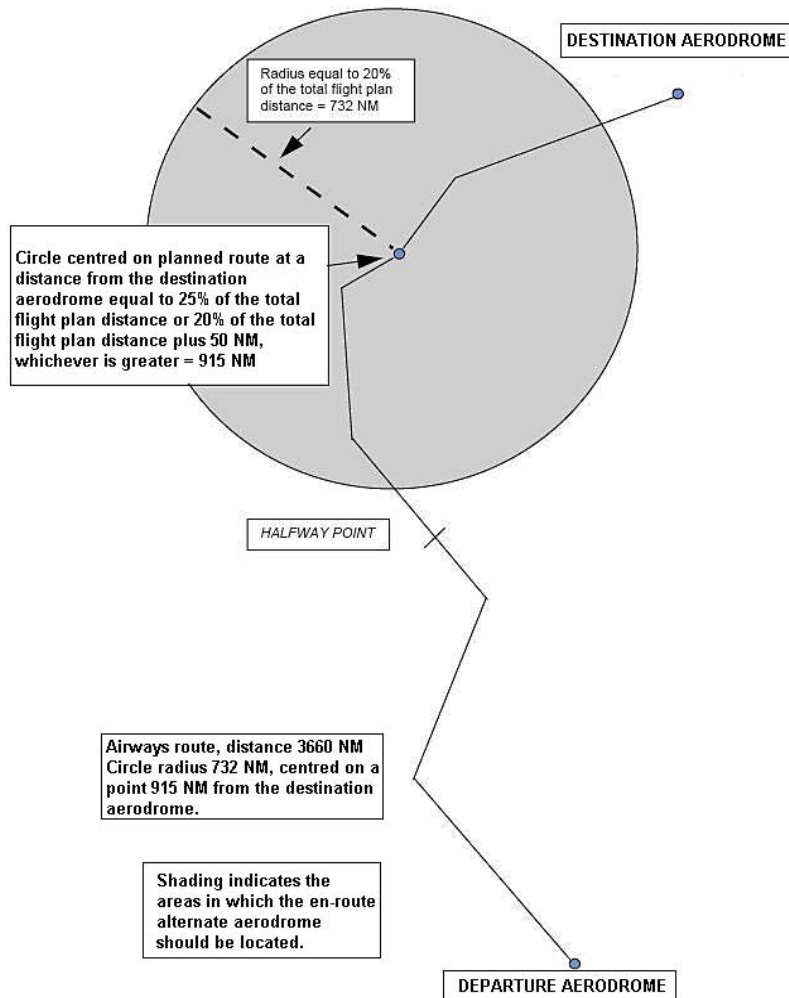 DESTINATION AERODROME
Radius equal to 20%
of the total flight plan
distance = 732 NM
Circle centred on planned route at a
distance from the destination
aerodrome equal to 25% of the total
flight plan distance or 20% of the total
flight plan distance plus 50 NM,
whichever is greater = 915 NM
HALFWAY POINT
Airways route, distance 3660 NM
Circle radius 732 NM, centred on a
point 915 NM from the destination
aerodrome.
Shading indicates the
areas in which the en-route
alternate aerodrome
should be located.
DEPARTURE AERODROME